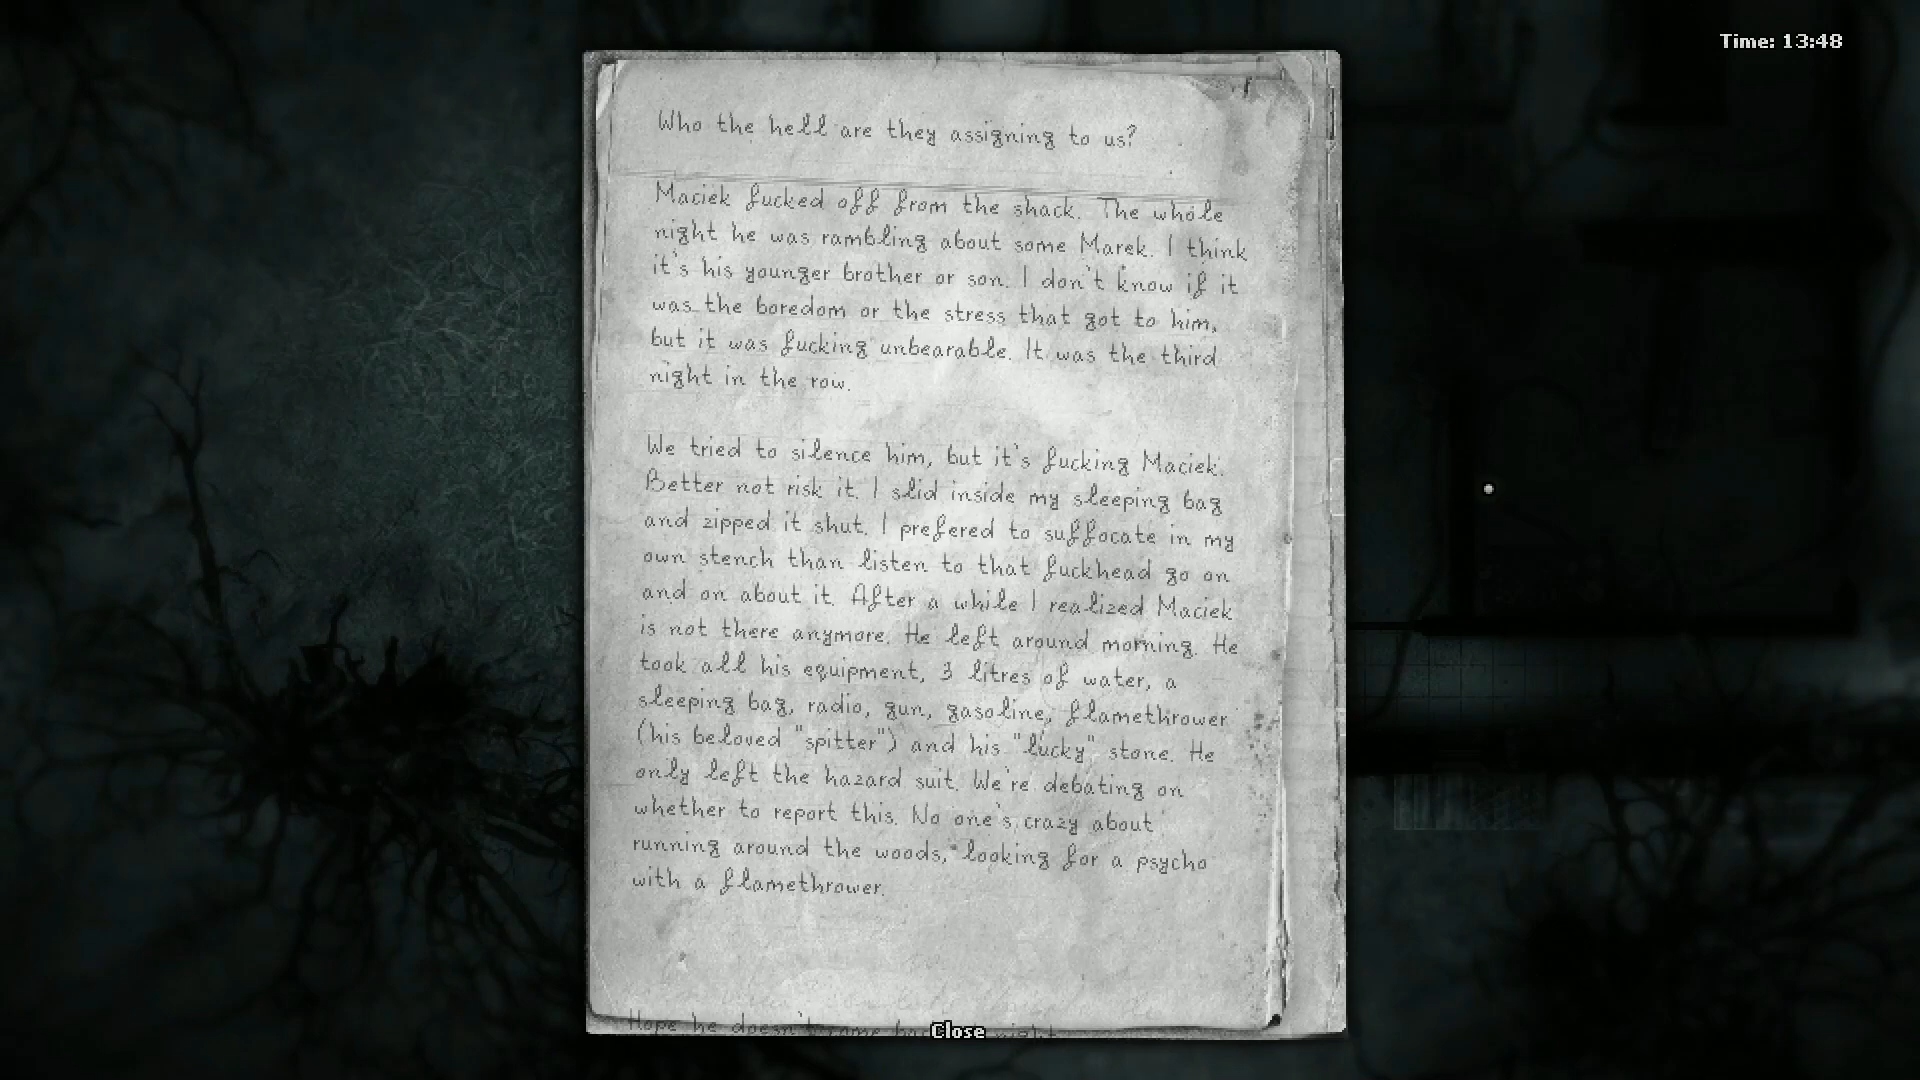 Time: 13:48
Who the hell are they assigning to us?
Maciek fucked off from the shack. The whole
night he was rambling about some Marek. I think
it's his younger brother or son. I don't know if it
was the boredom or the stress that got to him,
but it was fucking unbearable. It was the third
night in the row.
We tried to silence him, but it's fucking Maciek.
Better not risk it. I slid inside my sleeping bag
and zipped it shut. I prefered to suffocate in my
own stench than listen to that fuckhead go on
and on about it. After a while I realized Maciek
is not there anymore. He left around morning. He
took all his equipment, 3 litres of water, a
sleeping bag, radio, gun, gasoline, flamethrower
(his beloved "spitter") and his "lucky" stone. He
only left the hazard suit. We're debating on
whether to report this. No one's crazy about
running around the woods, looking for a psycho
with a flamethrower.
Hope he doesn't come
Close